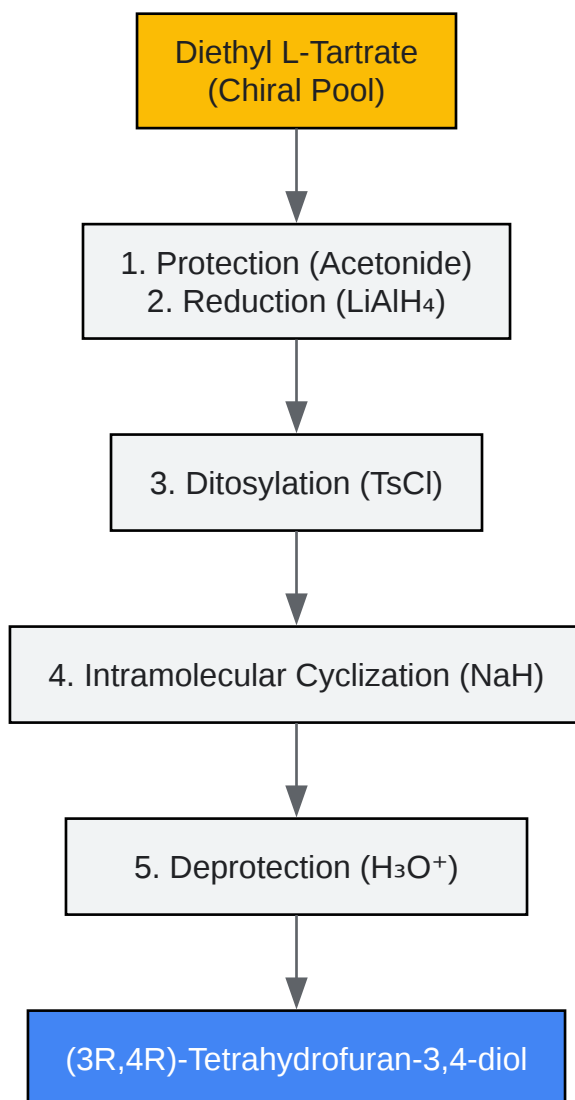 Diethyl L-Tartrate
(Chiral Pool)
1. Protection (Acetonide)
2. Reduction (LiAlH₄)
3. Ditosylation (TsCl)
4. Intramolecular Cyclization (NaH)
5. Deprotection (H₃O⁺)
(3R,4R)-Tetrahydrofuran-3,4-diol